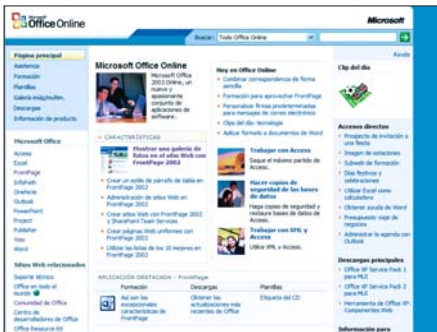 Microsoft
Office Online
Microsoft
Buscar:
Todo Office Online
Ayuda
Página principal
Asistencia
Formación
Plantillas
Galería imág/multim.
Descargas
Información de producto
Microsoft Office
Access
Excel
FrontPage
InfoPath
OneNote
Outlook
PowerPoint
Project
Publisher
Visio
Word
Sitios Web relacionados
Soporte técnico
Office en todo el
mundo
Comunidad de Office
Centro de
desarrolladores de Office
Office Resource Kit
Microsoft Office Online
Microsoft Office
2003 Online, un
nuevo y
apasionante
conjunto de
aplicaciones de
software.
CARACTERÍSTICAS
Mostrar una galería de
fotos en el sitio Web con
FrontPage 2002
Crear un estilo de párrafo de tabla en
FrontPage 2002
Administración de sitios Web en
FrontPage 2002
Crear sitios Web con FrontPage 2002
y SharePoint Team Services
Crear páginas Web uniformes con
FrontPage 2002
Utilizar las listas de los 10 mejores en
FrontPage 2002
Hoy en Office Online
Combinar correspondencia de forma
sencilla
Formación para aprovechar FrontPage
Personalizar firmas predeterminadas
para mensajes de correo electrónico
Clips del día: tecnología
Aplicar formato a documentos de Word
Trabajar con Access
Saque el máximo partido de
Access.
Hacer copias de
seguridad de las bases
de datos
Haga copias de seguridad y
restaure bases de datos de
Access.
Trabajar con XML y
Access
Utilice XML y Access.
APLICACIÓN DESTACADA - FrontPage
Formación
Así son las
excepcionales
características de
FrontPage
Descargas
Obtener las
actualizaciones más
recientes de Office
Plantillas
Etiqueta del CD
Clip del día
Accesos directos
Prospecto de invitación a
una fiesta
Imagen de estaciones
Subweb de formación
Días festivos y
celebraciones
Utilizar Excel como
calculadora
Obtener ayuda de Word
Presupuesto viaje de
negocios
Administrar la agenda con
Outlook
Descargas principales
Office XP Service Pack 1
para MUI
Office XP Service Pack 2
para MUI
Herramienta de Office XP:
Componentes Web
Información para